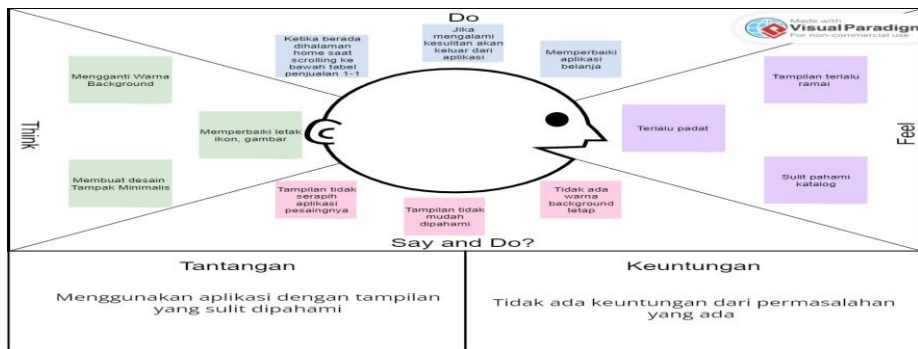 Do
Made with
Visual Paradigm
For non-commercial use
Ketika berada
dihalaman
home saat
scrolling ke
bawah tabel
penjualan 1-1
Jika
mengalami
kesulitan akan
keluar dari
aplikasi
Memperbaiki
aplikasi
belanja
Mengganti Warna
Background
Tampilan terlalu
ramai
Think
Memperbaiki letak
ikon, gambar
Terlalu padat
Feel
Membuat desain
Tampak Minimalis
Sulit pahami
katalog
Tampilan tidak
serapih
aplikasi
pesaingnya
Tampilan tidak
mudah
dipahami
Tidak ada
warna
background
tetap
Say and Do?
Tantangan
Menggunakan aplikasi dengan tampilan
yang sulit dipahami
Keuntungan
Tidak ada keuntungan dari permasalahan
yang ada